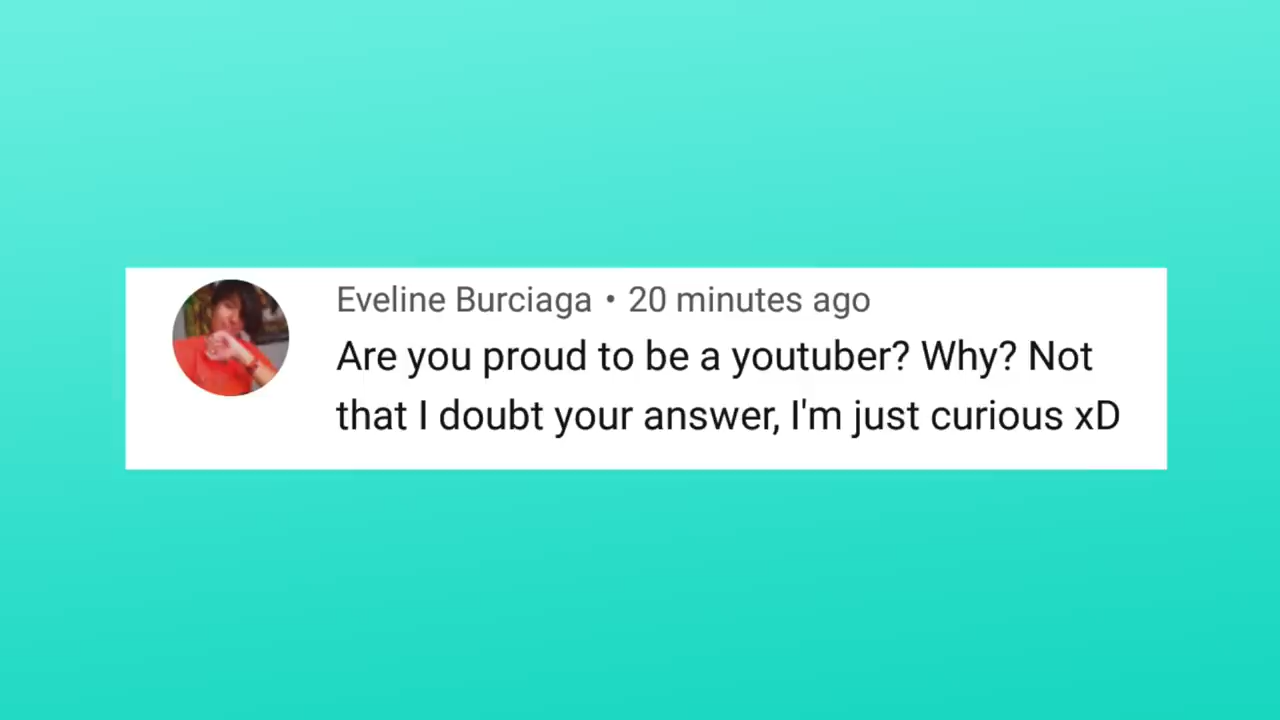 Eveline Burciaga • 20 minutes ago
Are you proud to be a youtuber? Why? Not
that I doubt your answer, I'm just curious xD